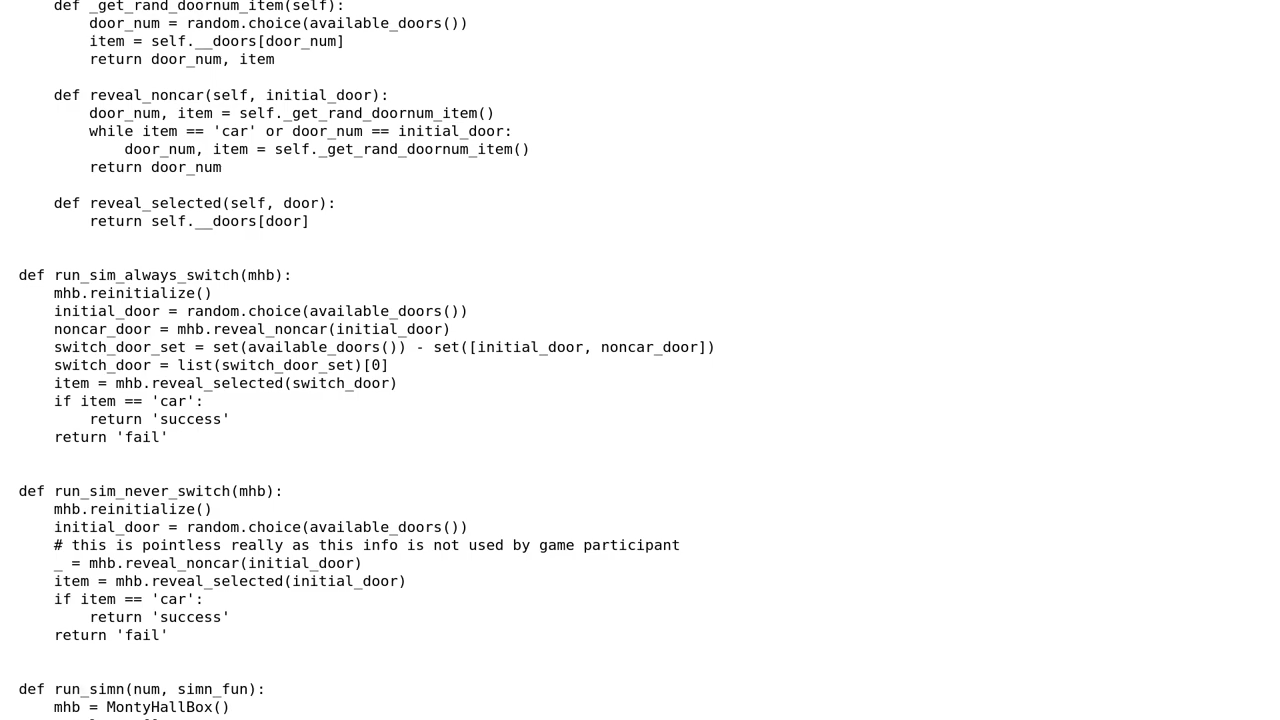 def _get_rand_doornum_item(self):
door_num = random.choice(available_doors())
item = self.__doors[door_num]
return door_num, item
def reveal_noncar(self, initial_door):
door_num, item = self._get_rand_doornum_item()
while item == 'car' or door_num == initial_door:
door_num, item = self._get_rand_doornum_item()
return door_num
def reveal_selected(self, door):
return self.__doors[door]
def run_sim_always_switch(mhb):
mhb.reinitialize()
initial_door = random.choice(available_doors())
noncar_door = mhb.reveal_noncar(initial_door)
switch_door_set = set(available_doors()) - set([initial_door, noncar_door])
switch_door = list(switch_door_set)[0]
item = mhb.reveal_selected(switch_door)
if item == 'car':
return 'success'
return 'fail'
def run_sim_never_switch(mhb):
mhb.reinitialize()
initial_door = random.choice(available_doors())
# this is pointless really as this info is not used by game participant
_ = mhb.reveal_noncar(initial_door)
item = mhb.reveal_selected(initial_door)
if item == 'car':
return 'success'
return 'fail'
def run_simn(num, simn_fun):
mhb = MontyHallBox()